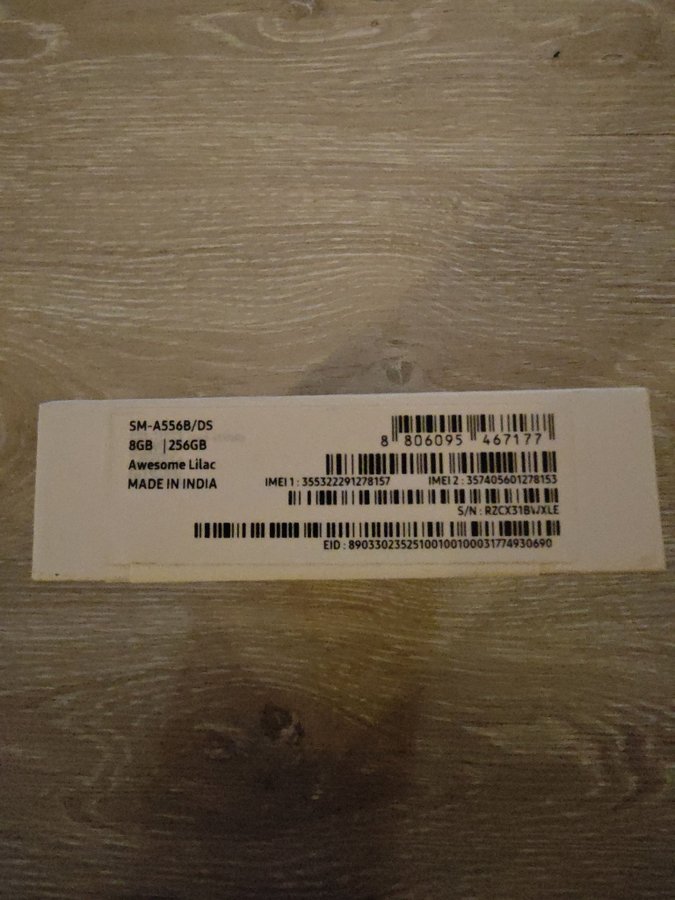 SM-A556B/DS
8GB | 256GB
Awesome Lilac
MADE IN INDIA
8 806095 467177
IMEI 1 : 355322291278157 IMEI 2 : 357405601278153
S/N :
EID : 89033023525100100100031774930690